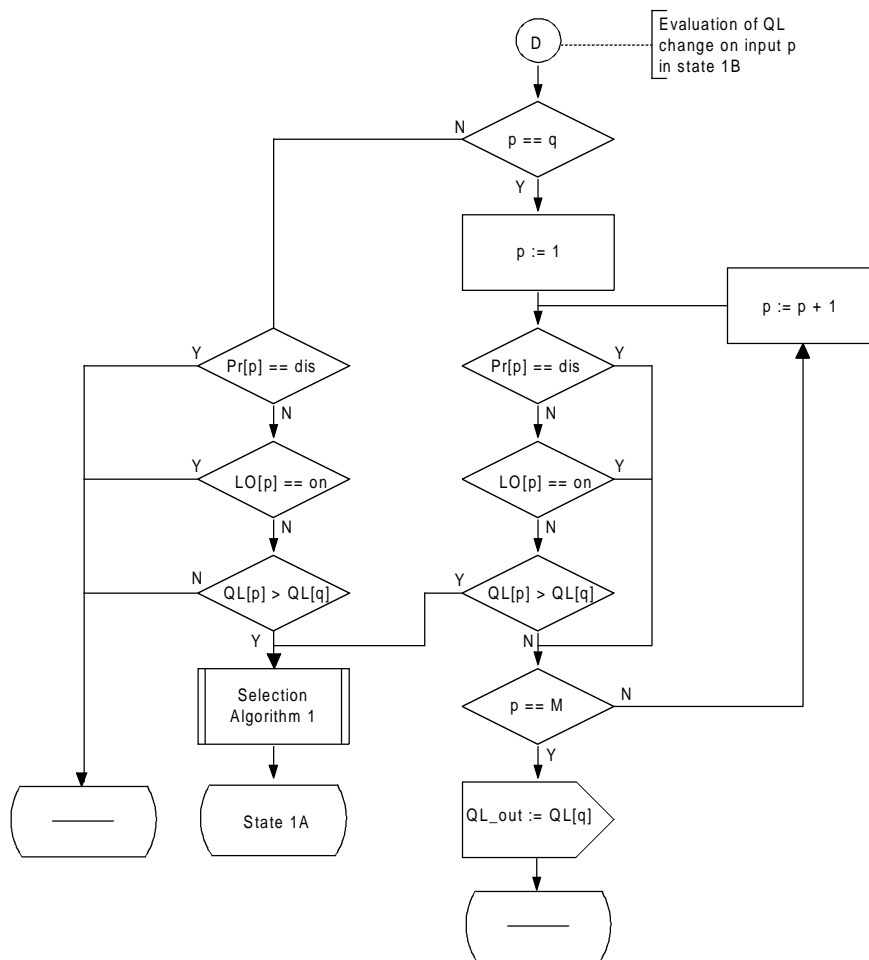 D
Evaluation of QL
change on input p
in state 1B
N
p == q
Y
p := 1
p := p + 1
Y
Pr[p] == dis
N
Pr[p] == dis
Y
N
Y
LO[p] == on
N
LO[p] == on
Y
N
N
QL[p] > QL[q]
Y
Y
QL[p] > QL[q]
N
Selection
Algorithm 1
p == M
N
Y
State 1A
QL_out := QL[q]